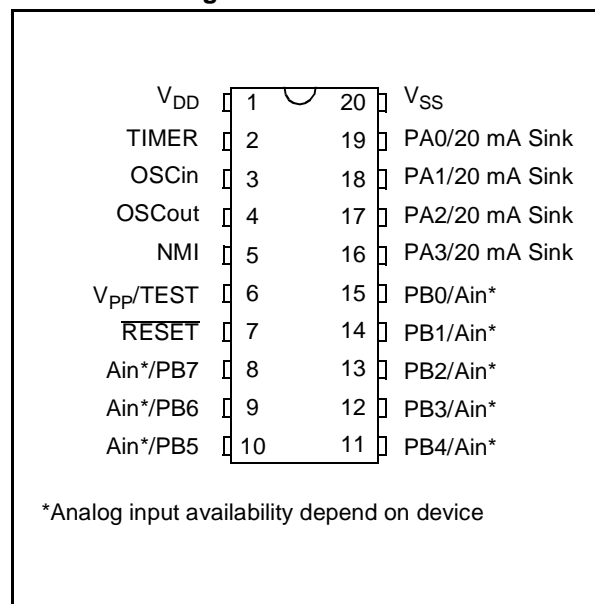 V_DD 1 20 V_SS
TIMER 2 19 PA0/20 mA Sink
OSCin 3 18 PA1/20 mA Sink
OSCout 4 17 PA2/20 mA Sink
NMI 5 16 PA3/20 mA Sink
V_PP/TEST 6 15 PB0/Ain*
RESET 7 14 PB1/Ain*
Ain*/PB7 8 13 PB2/Ain*
Ain*/PB6 9 12 PB3/Ain*
Ain*/PB5 10 11 PB4/Ain*
*Analog input availability depend on device